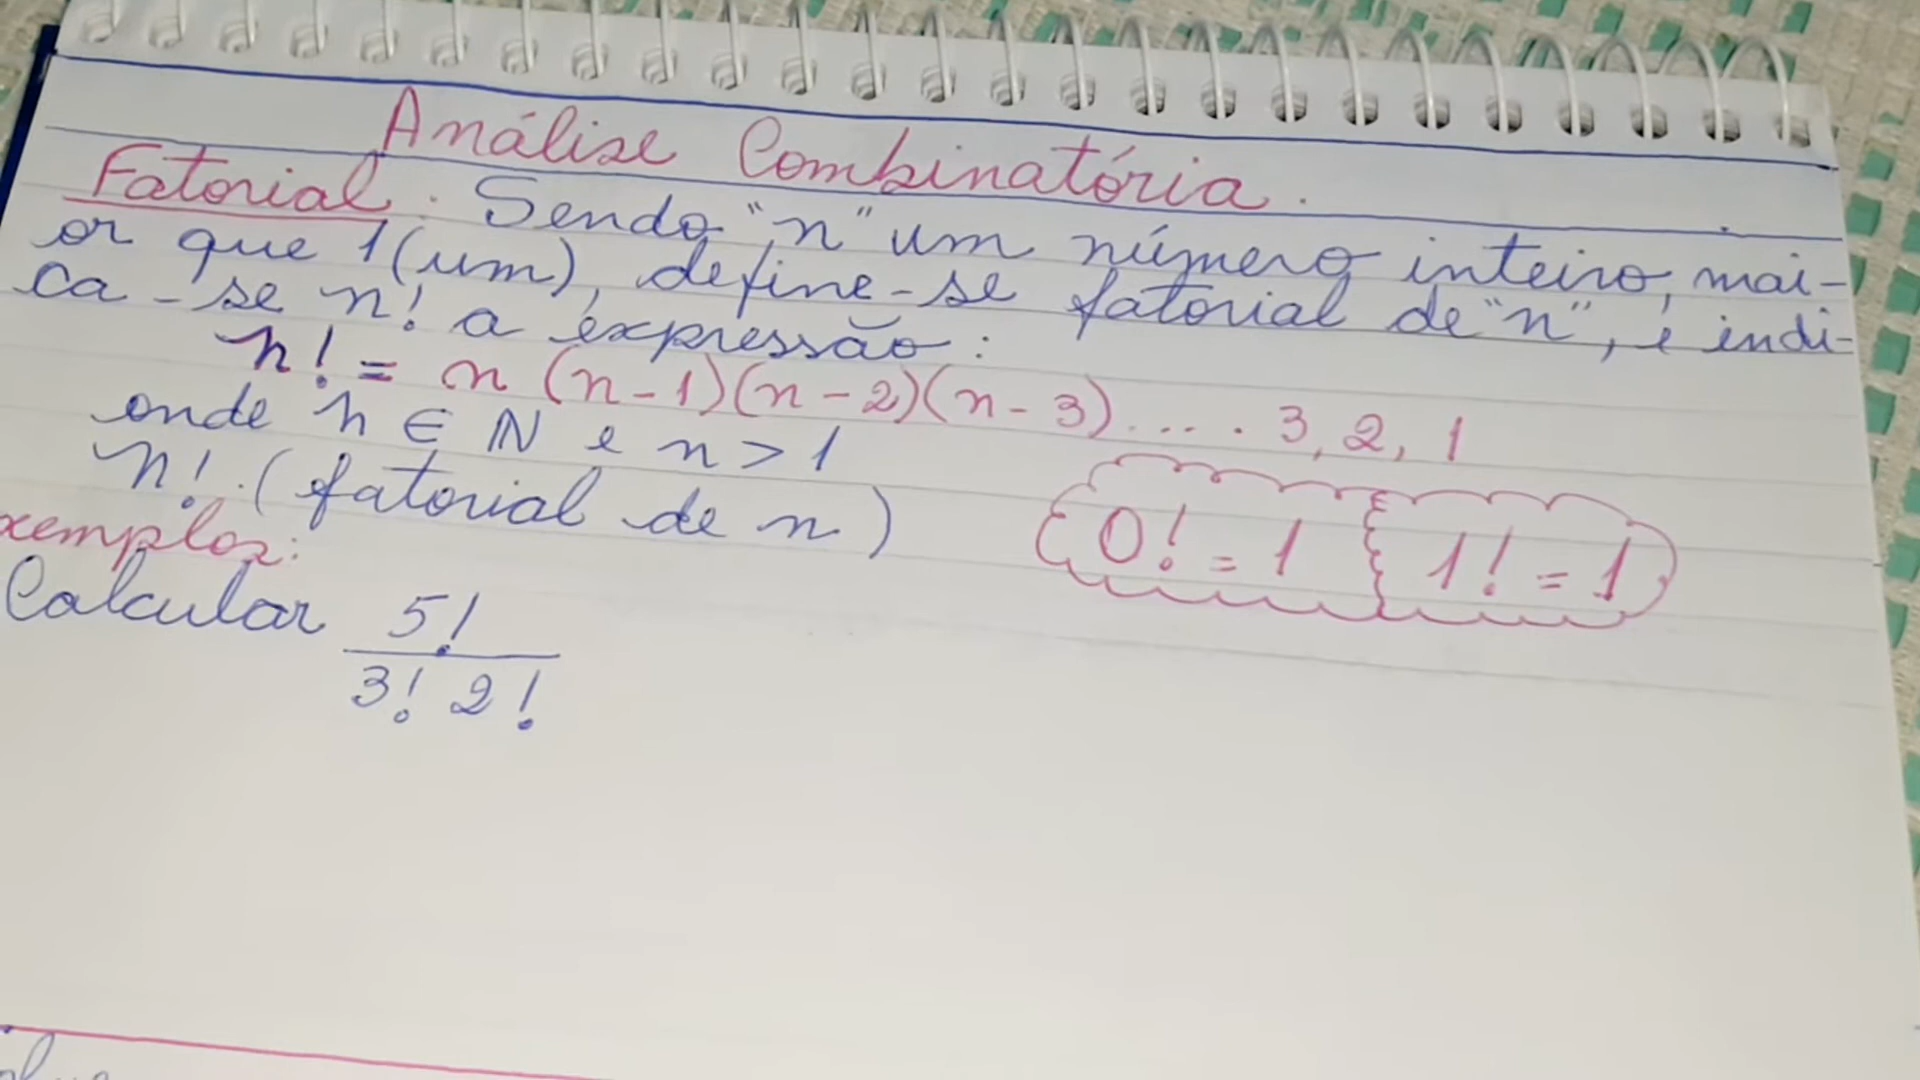 Análise Combinatória.
Fatorial. Sendo "n" um número inteiro, mai-
or que 1 (um), define-se fatorial de "n", e indi-
ca-se n! a expressão:
n! = n (n-1)(n-2)(n-3).... 3, 2, 1
onde n ∈ ℕ e n > 1
n! . (fatorial de n)
0! = 1 1! = 1
xemplos:
Calcular 5!
3! 2!